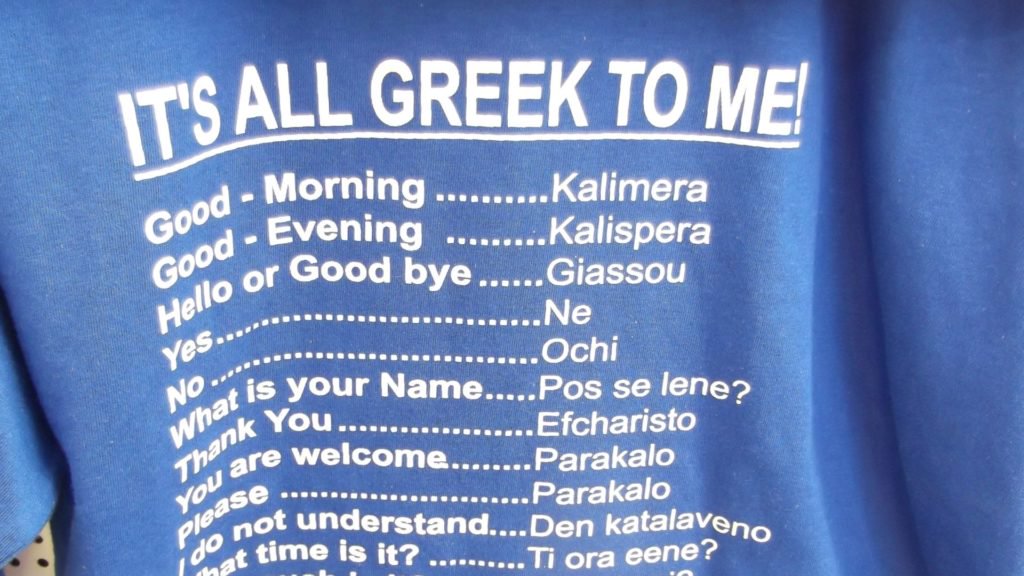 IT'S ALL GREEK TO ME!
Good - Morning ...........Kalimera
Good - Evening ..........Kalispera
Hello or Good bye ......Giassou
Yes.................................Ne
No .................................Ochi
What is your Name.....Pos se lene?
Thank You ....................Efcharisto
You are welcome.........Parakalo
Please .........................Parakalo
I do not understand....Den katalaveno
What time is it? ..........Ti ora eene?